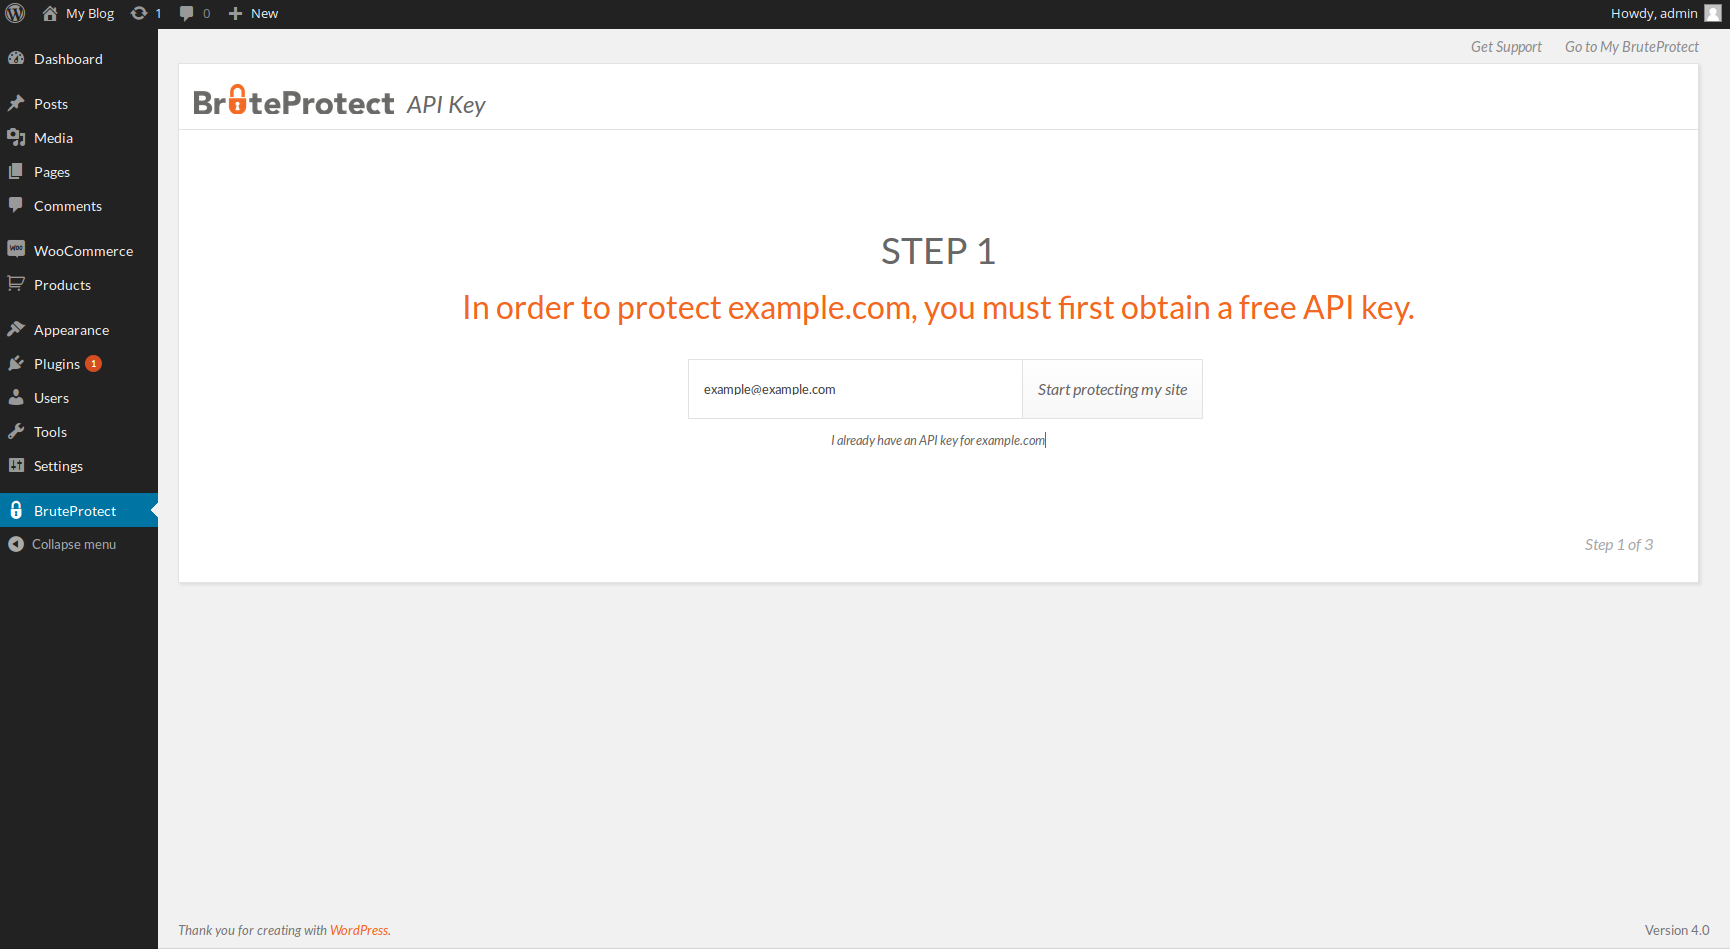 My Blog 1 0 New Howdy, admin
Get Support Go to My BruteProtect
Dashboard
Posts
Media
Pages
Comments
WooCommerce
Products
Appearance
Plugins 1
Users
Tools
Settings
BruteProtect
Collapse menu
BruteProtect API Key
STEP 1
In order to protect example.com, you must first obtain a free API key.
example@example.com Start protecting my site
I already have an API key for example.com
Step 1 of 3
Thank you for creating with WordPress. Version 4.0